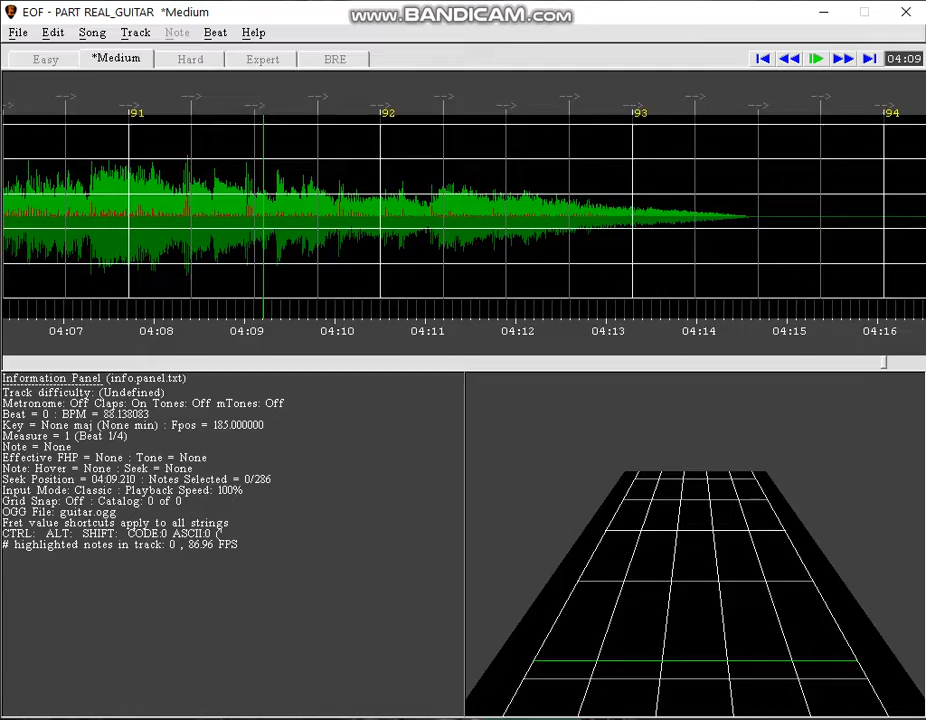 EOF - PART REAL_GUITAR *Medium
www.BANDICAM.com
File Edit Song Track Note Beat Help
Easy *Medium Hard Expert BRE 04:09
91 92 93 94
04:07 04:08 04:09 04:10 04:11 04:12 04:13 04:14 04:15 04:16
Information Panel (info.panel.txt)
Track difficulty: (Undefined)
Metronome: Off Claps: On Tones: Off mTones: Off
Beat = 0 : BPM = 88.138083
Key = None maj (None min) : Fpos = 185.000000
Measure = 1 (Beat 1/4)
Note = None
Effective FHP = None : Tone = None
Note: Hover = None : Seek = None
Seek Position = 04:09.210 : Notes Selected = 0/286
Input Mode: Classic : Playback Speed: 100%
Grid Snap: Off : Catalog: 0 of 0
OGG File: guitar.ogg
Fret value shortcuts apply to all strings
CTRL: ALT: SHIFT: CODE:0 ASCII:0 ('
# highlighted notes in track: 0 , 86.96 FPS